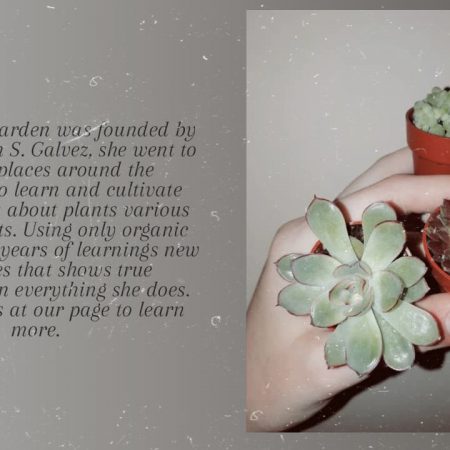 arden was founded by
n S. Galvez, she went to
places around the
o learn and cultivate
about plants various
ts. Using only organic
years of learnings new
es that shows true
n everything she does.
s at our page to learn
more.